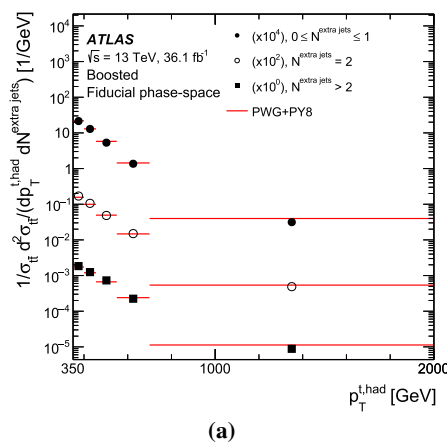 ATLAS
√s = 13 TeV, 36.1 fb⁻¹
Boosted
Fiducial phase-space
(x10⁴), 0 ≤ N^extra jets ≤ 1
(x10²), N^extra jets = 2
(x10⁰), N^extra jets > 2
PWG+PY8
1/σ_tt̄ d²σ_tt̄/(dp_T^t,had dN^extra jets) [1/GeV]
10⁴
10³
10²
10
1
10⁻¹
10⁻²
10⁻³
10⁻⁴
10⁻⁵
350 1000 2000
p_T^t,had [GeV]
(a)